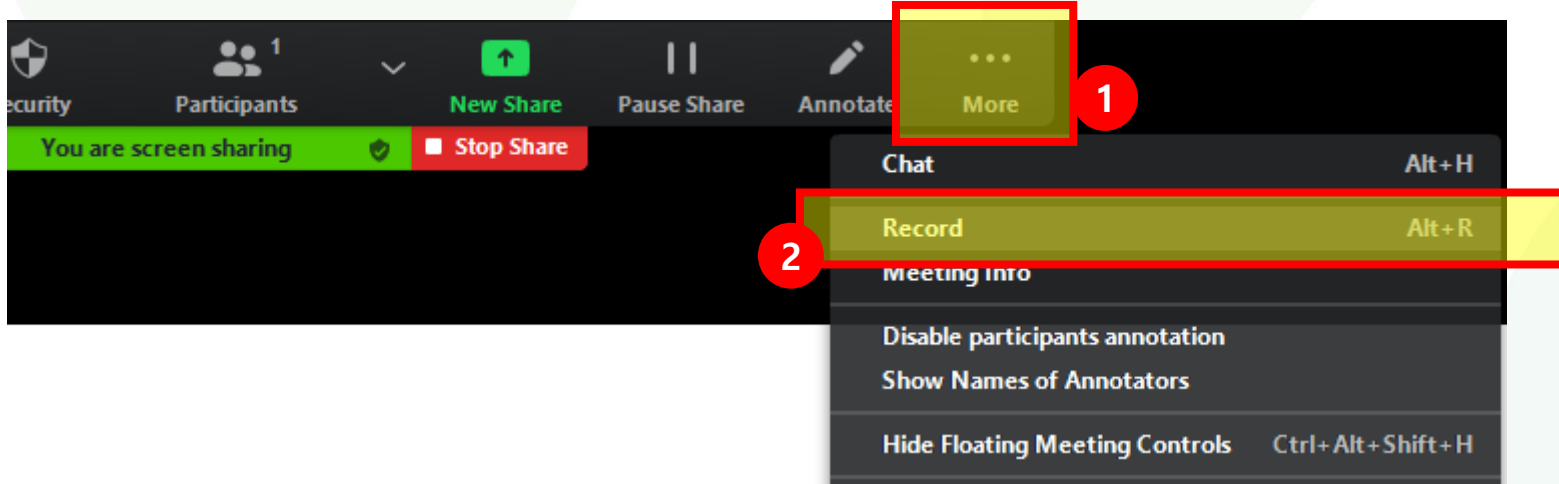 1
ecurity Participants New Share Pause Share Annotate More 1
You are screen sharing Stop Share
Chat Alt+H
2 Record Alt+R
Meeting Info
Disable participants annotation
Show Names of Annotators
Hide Floating Meeting Controls Ctrl+Alt+Shift+H